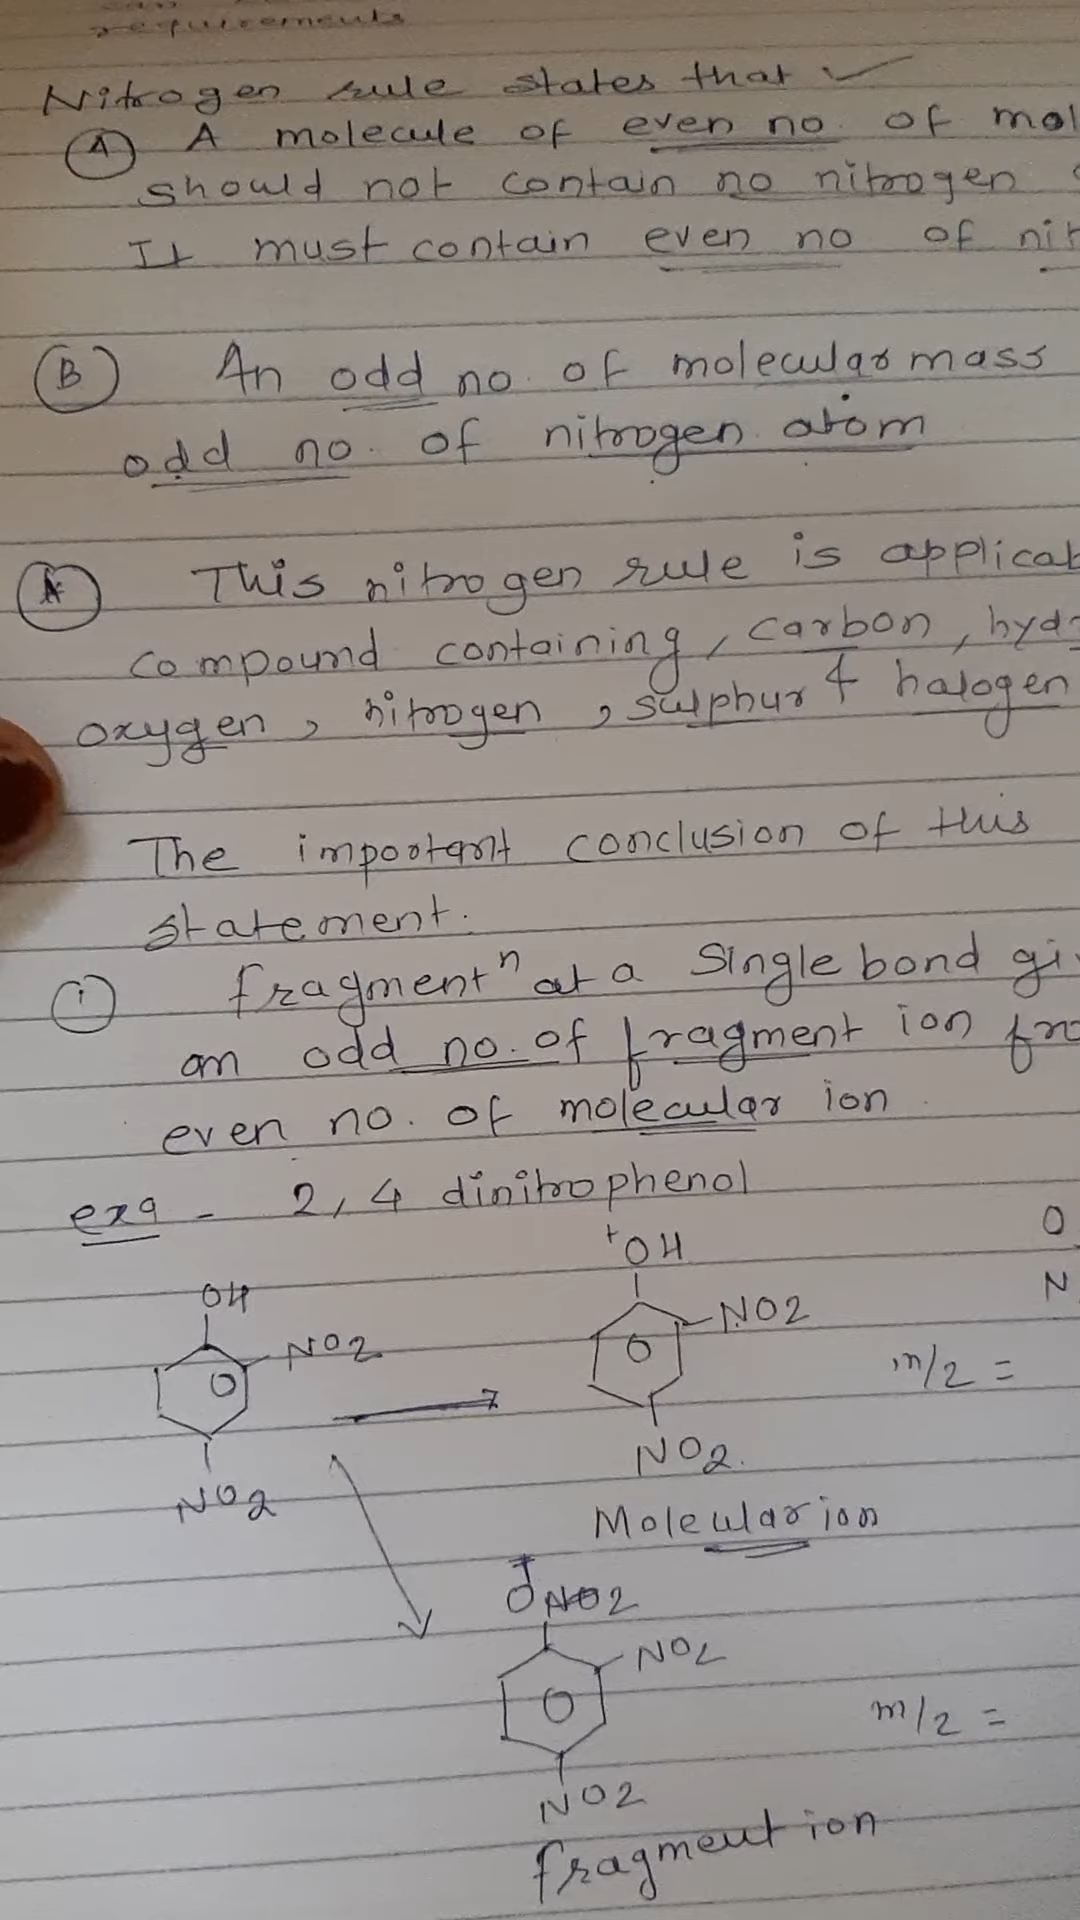 requirements
Nitrogen rule states that
A A molecule of even no. of mol
should not contain no nitrogen
It must contain even no of nit
B An odd no. of molecular mass
odd no. of nitrogen atom
This nitrogen rule is applicab
compound containing, carbon, hyd
oxygen, nitrogen, sulphur & halogen
The important conclusion of this
statement.
i fragmentⁿ at a Single bond gi
an odd no. of fragment ion fro
even no. of molecular ion
exa - 2,4 dinitrophenol
+OH
O
OH
N
NO2
NO2
m/2 =
NO2
NO2.
Molecular ion
NO2
NO2
m/2 =
NO2
fragment ion